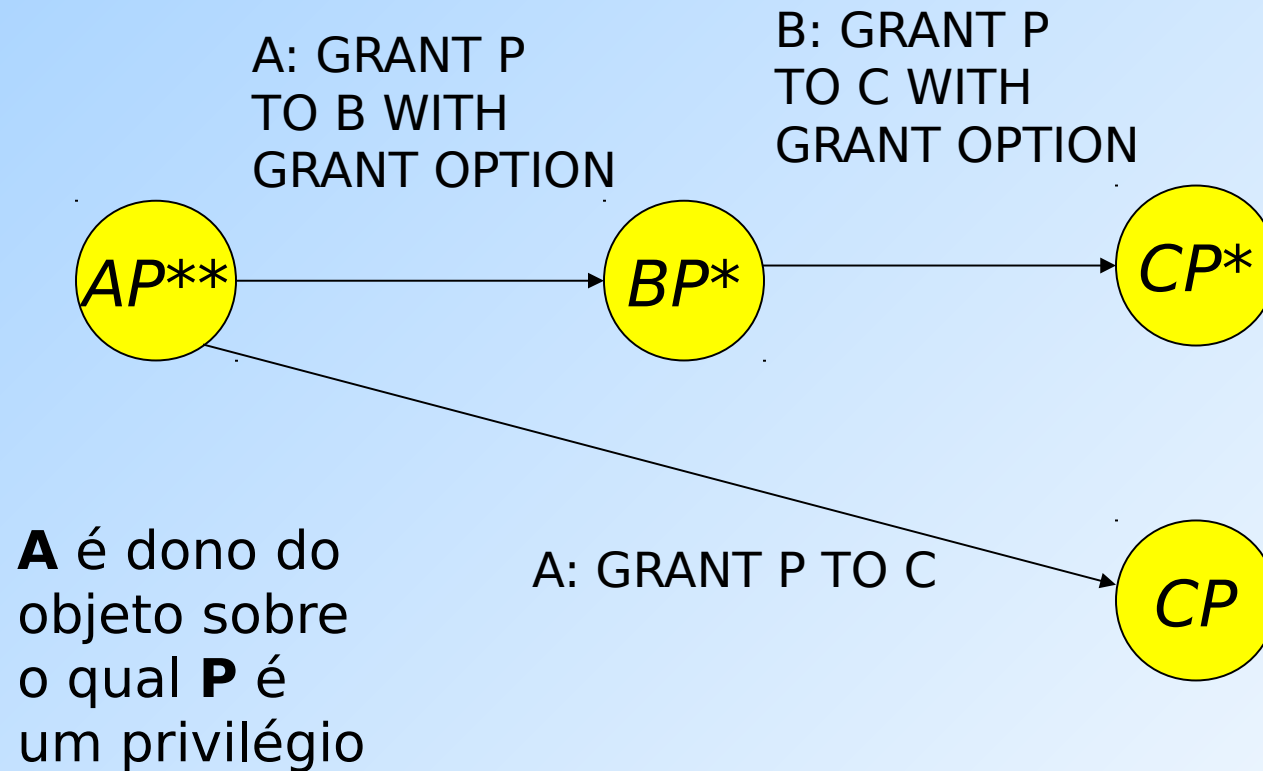 A: GRANT P
TO B WITH
GRANT OPTION
B: GRANT P
TO C WITH
GRANT OPTION
AP**
BP*
CP*
A: GRANT P TO C
CP
A é dono do
objeto sobre
o qual P é
um privilégio